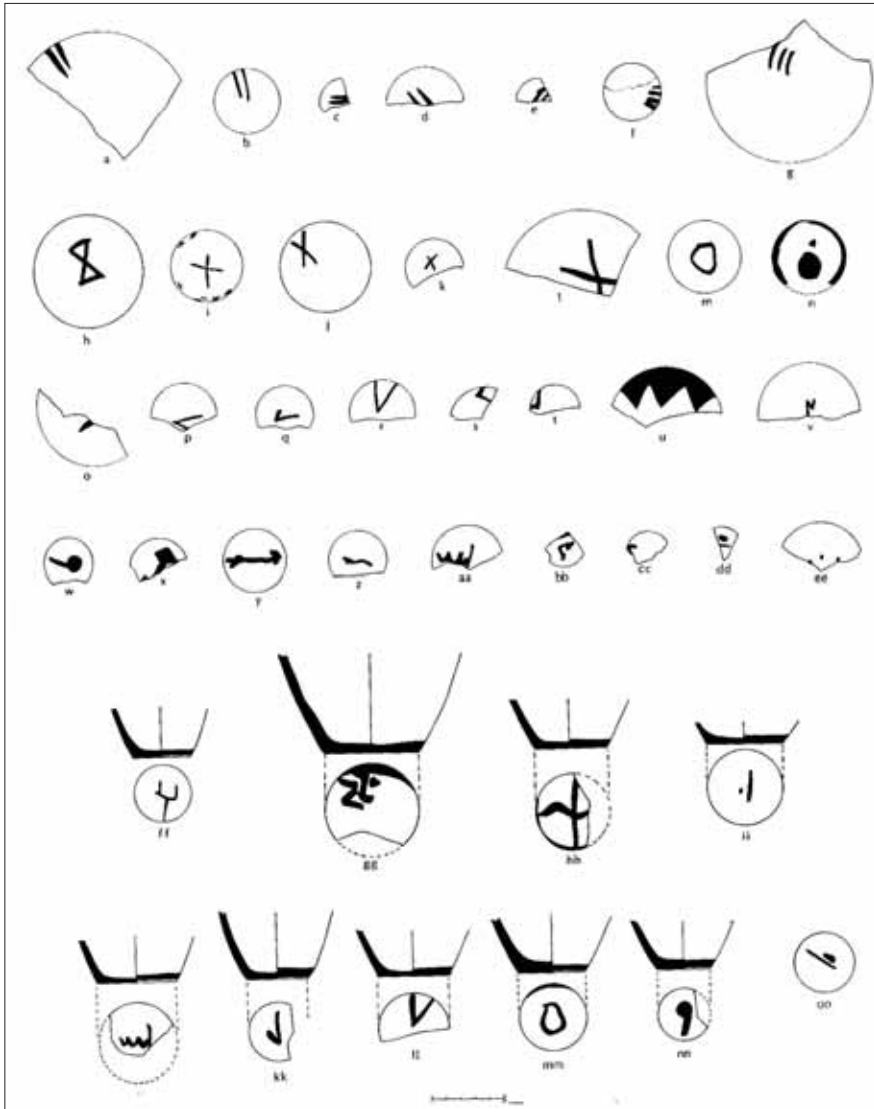 a b c d e f g
h i j k l m n
o p q r s t u v
w x y z aa bb cc dd ee
ff gg hh ii
kk ll mm nn oo